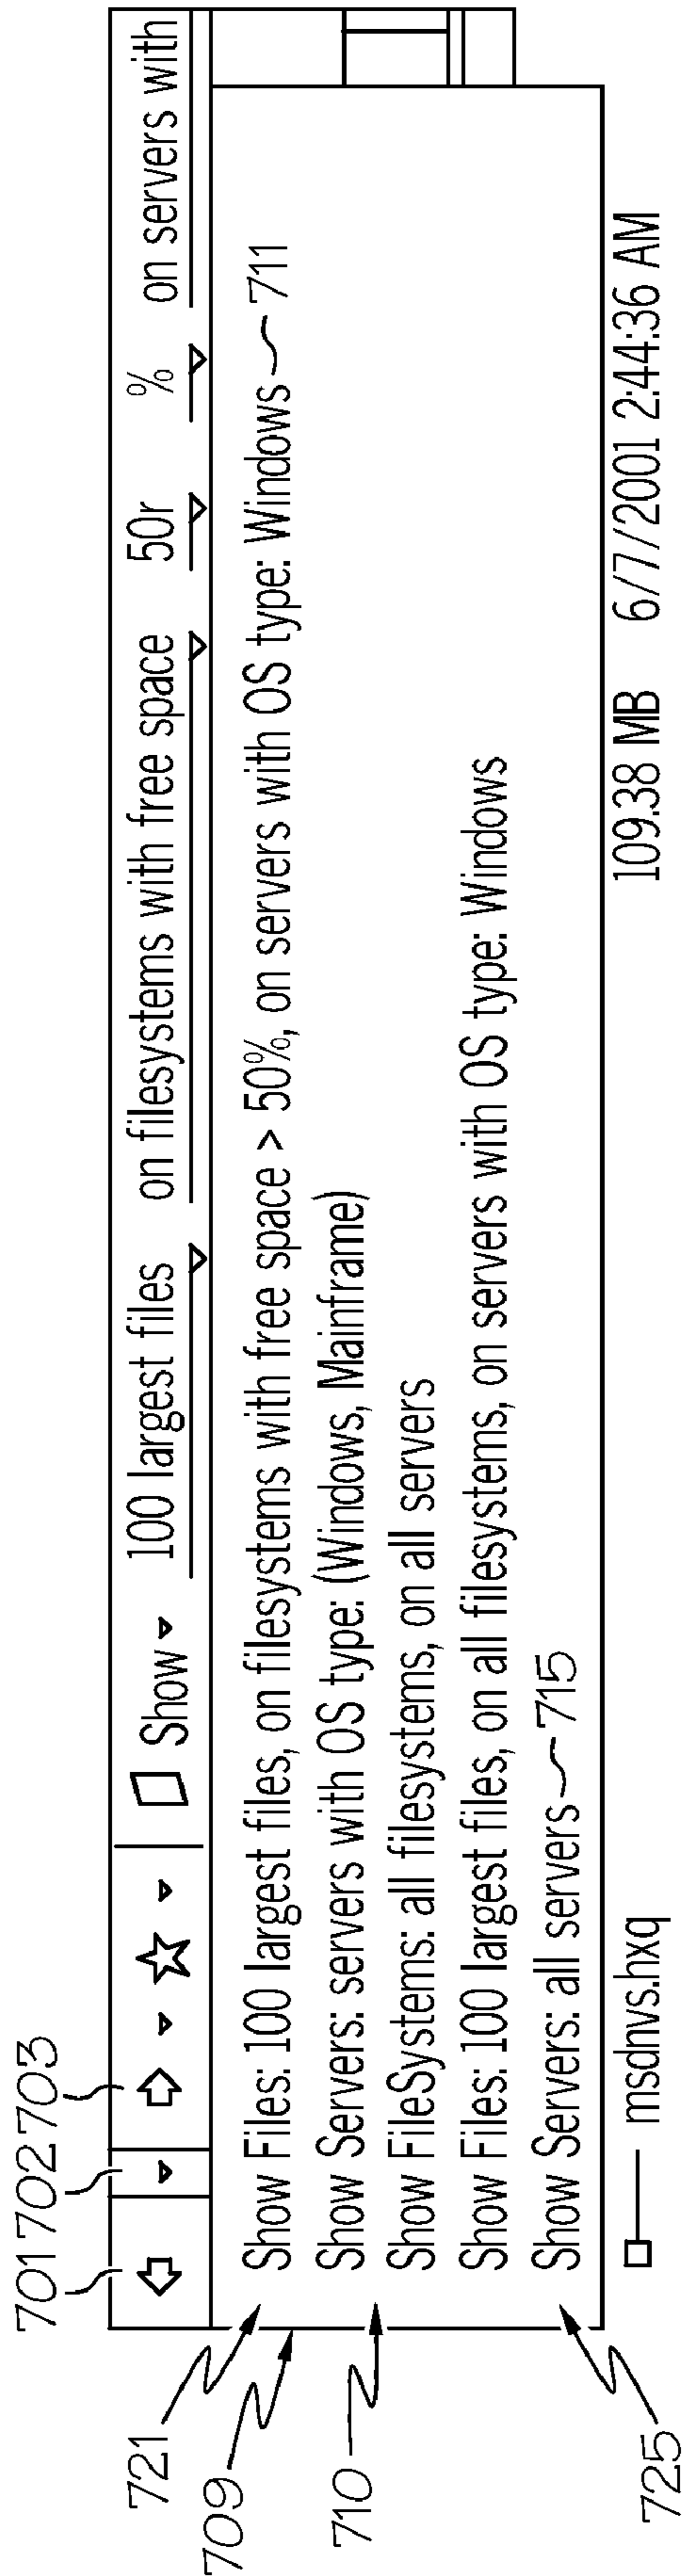 701 702 703
Show 100 largest files on filesystems with free space 50r % on servers with
721 Show Files: 100 largest files, on filesystems with free space > 50%, on servers with OS type: Windows 711
709
710 Show Servers: servers with OS type: (Windows, Mainframe)
Show FileSystems: all filesystems, on all servers
Show Files: 100 largest files, on all filesystems, on servers with OS type: Windows
725 Show Servers: all servers 715
msdnvs.hxq 109.38 MB 6/7/2001 2:44:36 AM